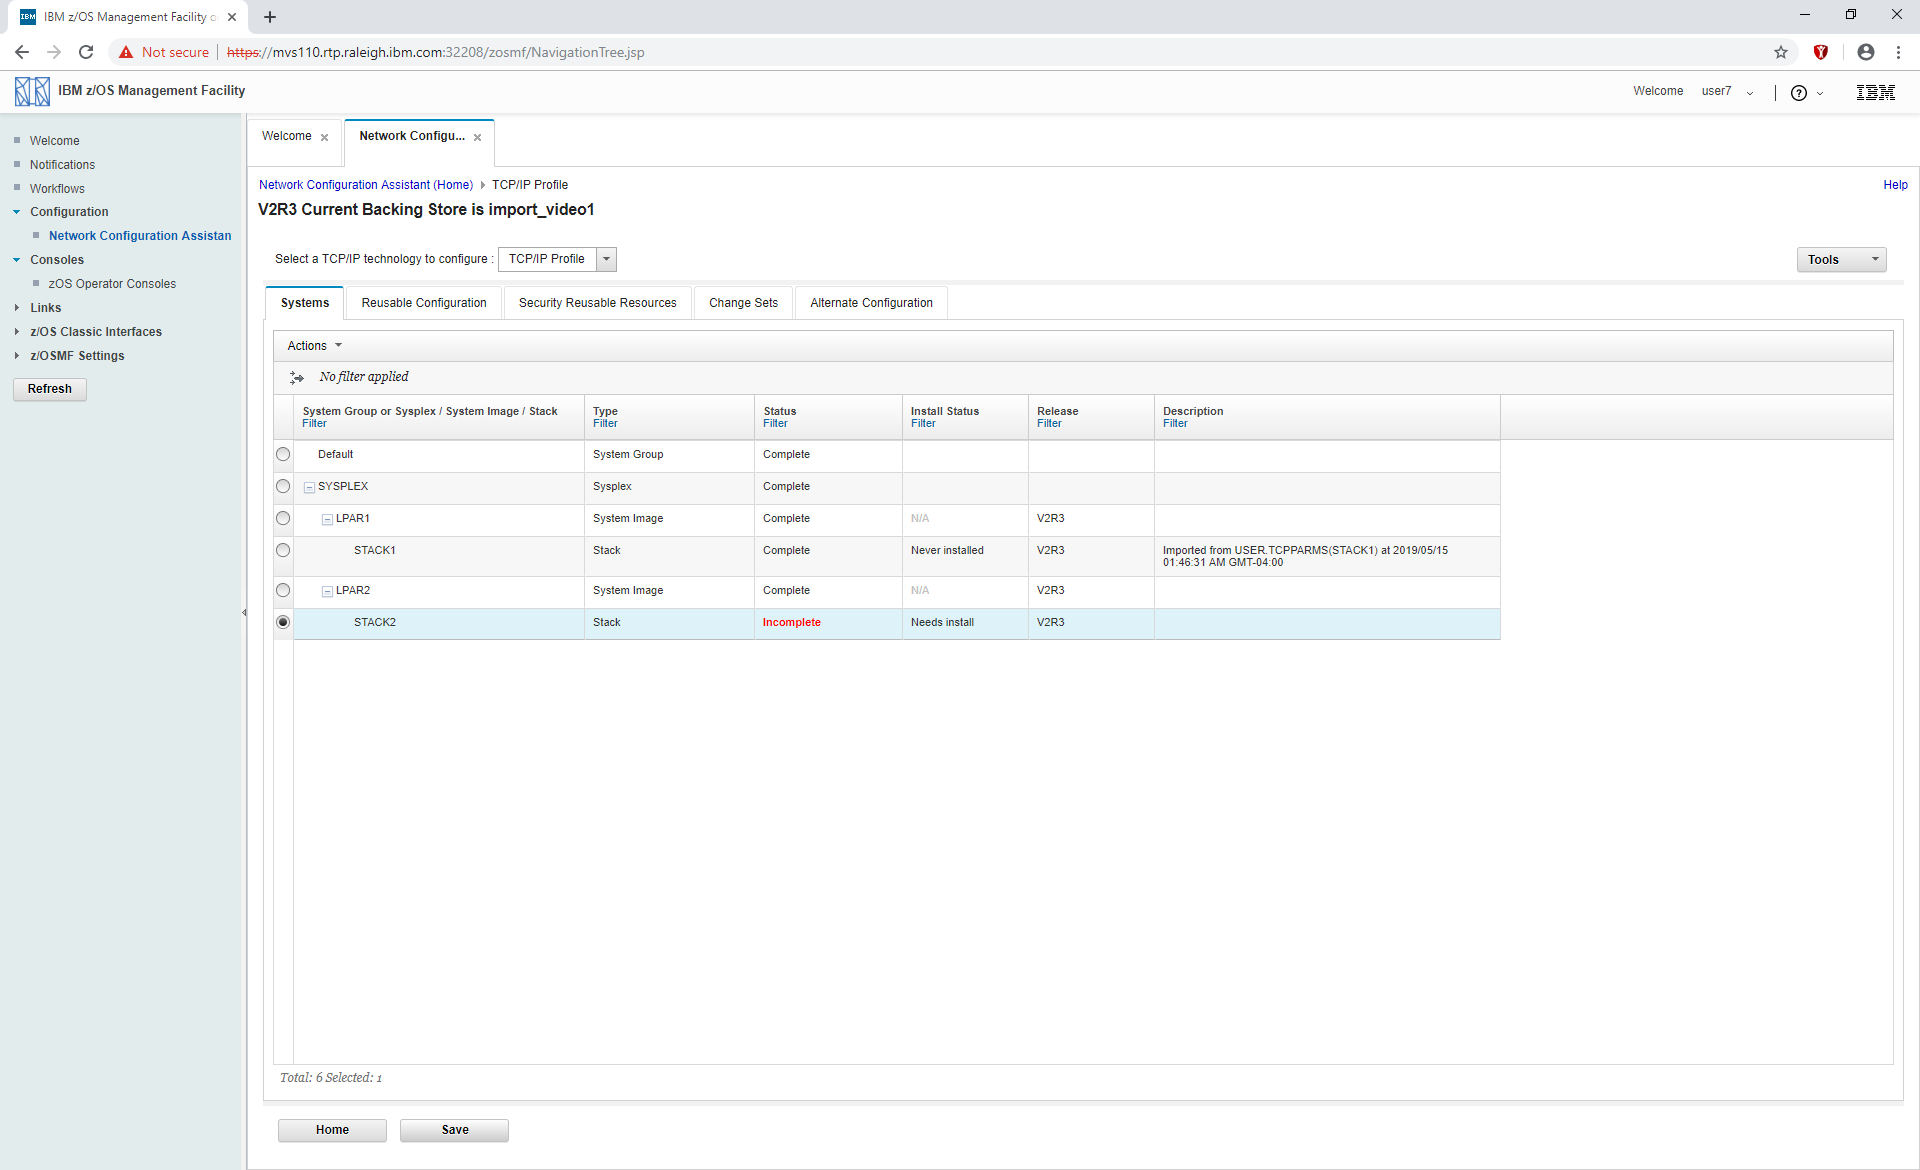 IBM IBM z/OS Management Facility o
Not secure https://mvs110.rtp.raleigh.ibm.com:32208/zosmf/NavigationTree.jsp
IBM z/OS Management Facility
Welcome user7 ? IBM
Welcome
Notifications
Workflows
Configuration
Network Configuration Assistan
Consoles
zOS Operator Consoles
Links
z/OS Classic Interfaces
z/OSMF Settings
Refresh
Welcome Network Configu...
Network Configuration Assistant (Home) TCP/IP Profile Help
V2R3 Current Backing Store is import_video1
Select a TCP/IP technology to configure : TCP/IP Profile Tools
Systems Reusable Configuration Security Reusable Resources Change Sets Alternate Configuration
Actions
No filter applied
System Group or Sysplex / System Image / Stack Type Status Install Status Release Description
Filter Filter Filter Filter Filter Filter
Default System Group Complete
SYSPLEX Sysplex Complete
LPAR1 System Image Complete N/A V2R3
STACK1 Stack Complete Never installed V2R3 Imported from USER.TCPPARMS(STACK1) at 2019/05/15
01:46:31 AM GMT-04:00
LPAR2 System Image Complete N/A V2R3
STACK2 Stack Incomplete Needs install V2R3
Total: 6 Selected: 1
Home Save